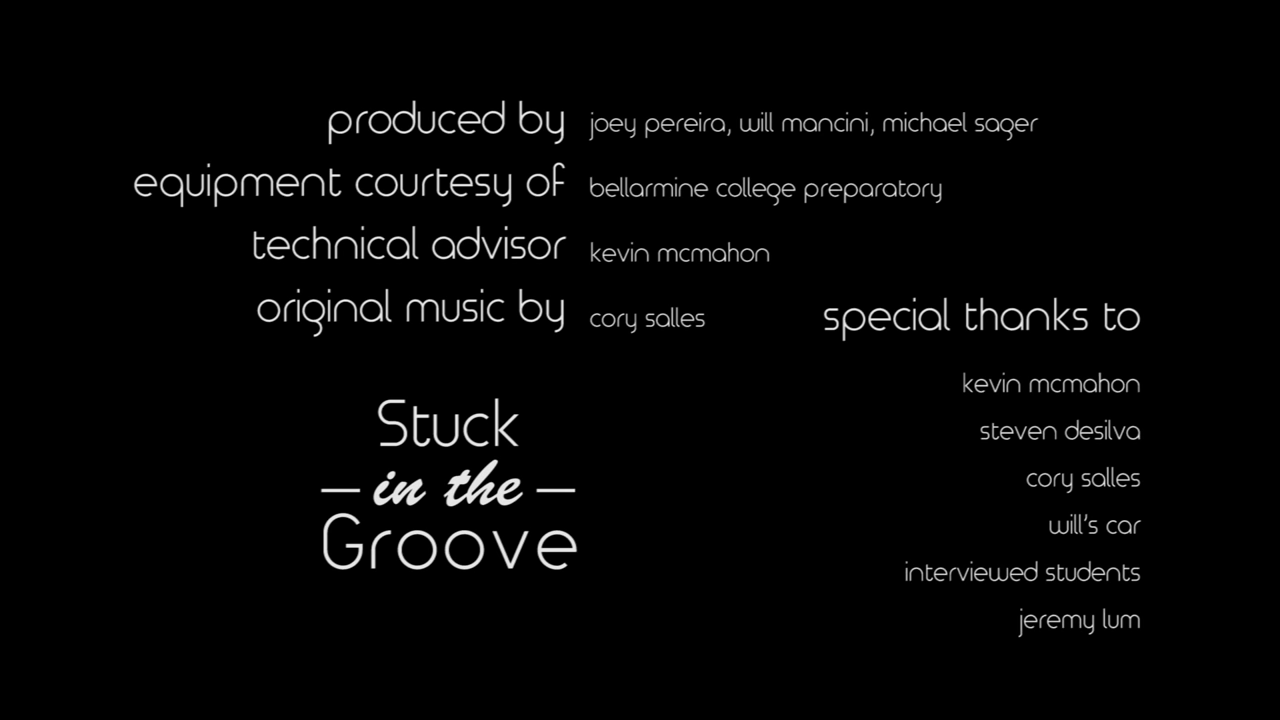 produced by joey pereira, will mancini, michael sager
equipment courtesy of bellarmine college preparatory
technical advisor kevin mcmahon
original music by cory salles
special thanks to
kevin mcmahon
steven desilva
cory salles
will's car
interviewed students
jeremy lum
Stuck
– in the –
Groove